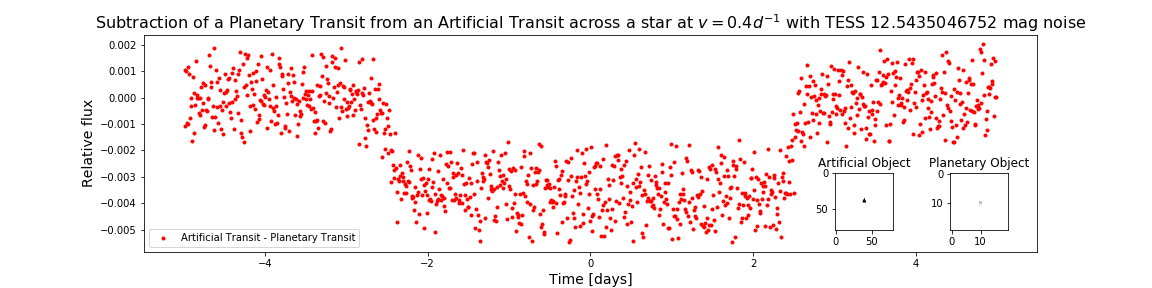 Subtraction of a Planetary Transit from an Artificial Transit across a star at v = 0.4d⁻¹ with TESS 12.5435046752 mag noise
Relative flux
0.002
0.001
0.000
−0.001
−0.002
−0.003
−0.004
−0.005
Artificial Transit - Planetary Transit
Artificial Object
0
50
0 50
Planetary Object
0
10
0 10
−4 −2 0 2 4
Time [days]